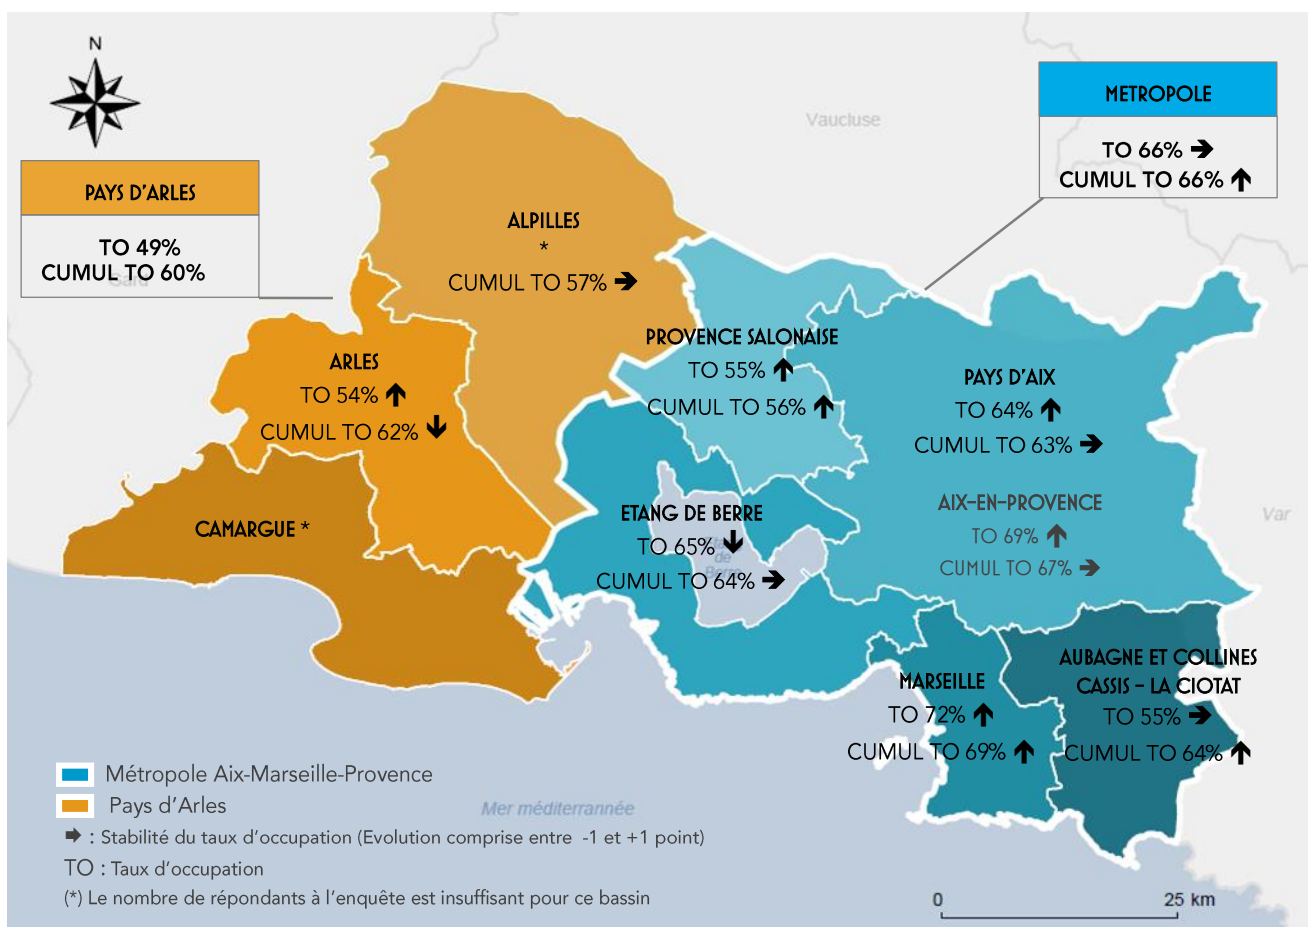 N
Vaucluse
METROPOLE
TO 66%
CUMUL TO 66%
PAYS D'ARLES
TO 49%
CUMUL TO 60%
Gard
ALPILLES
*
CUMUL TO 57%
ARLES
TO 54%
CUMUL TO 62%
PROVENCE SALONAISE
TO 55%
CUMUL TO 56%
PAYS D'AIX
TO 64%
CUMUL TO 63%
AIX-EN-PROVENCE
TO 69%
CUMUL TO 67%
Var
CAMARGUE *
ETANG DE BERRE
TO 65%
de
Berre
CUMUL TO 64%
MARSEILLE
TO 72%
CUMUL TO 69%
AUBAGNE ET COLLINES
CASSIS – LA CIOTAT
TO 55%
CUMUL TO 64%
Mer méditerrannée
Métropole Aix-Marseille-Provence
Pays d'Arles
: Stabilité du taux d'occupation (Evolution comprise entre -1 et +1 point)
TO : Taux d'occupation
(*) Le nombre de répondants à l'enquête est insuffisant pour ce bassin
0 25 km